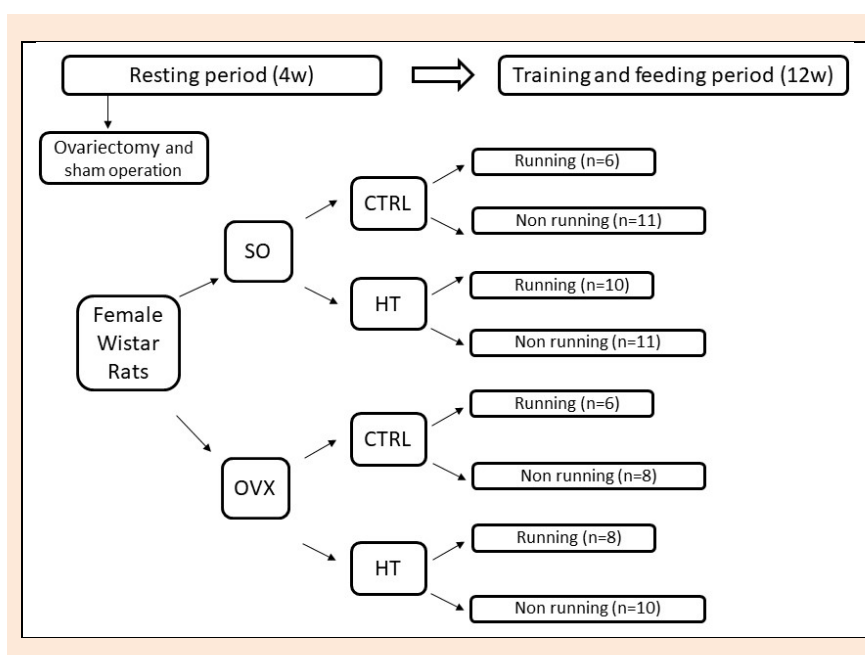 Resting period (4w)
Training and feeding period (12w)
Ovariectomy and
sham operation
Female
Wistar
Rats
SO
CTRL
Running (n=6)
Non running (n=11)
HT
Running (n=10)
Non running (n=11)
OVX
CTRL
Running (n=6)
Non running (n=8)
HT
Running (n=8)
Non running (n=10)